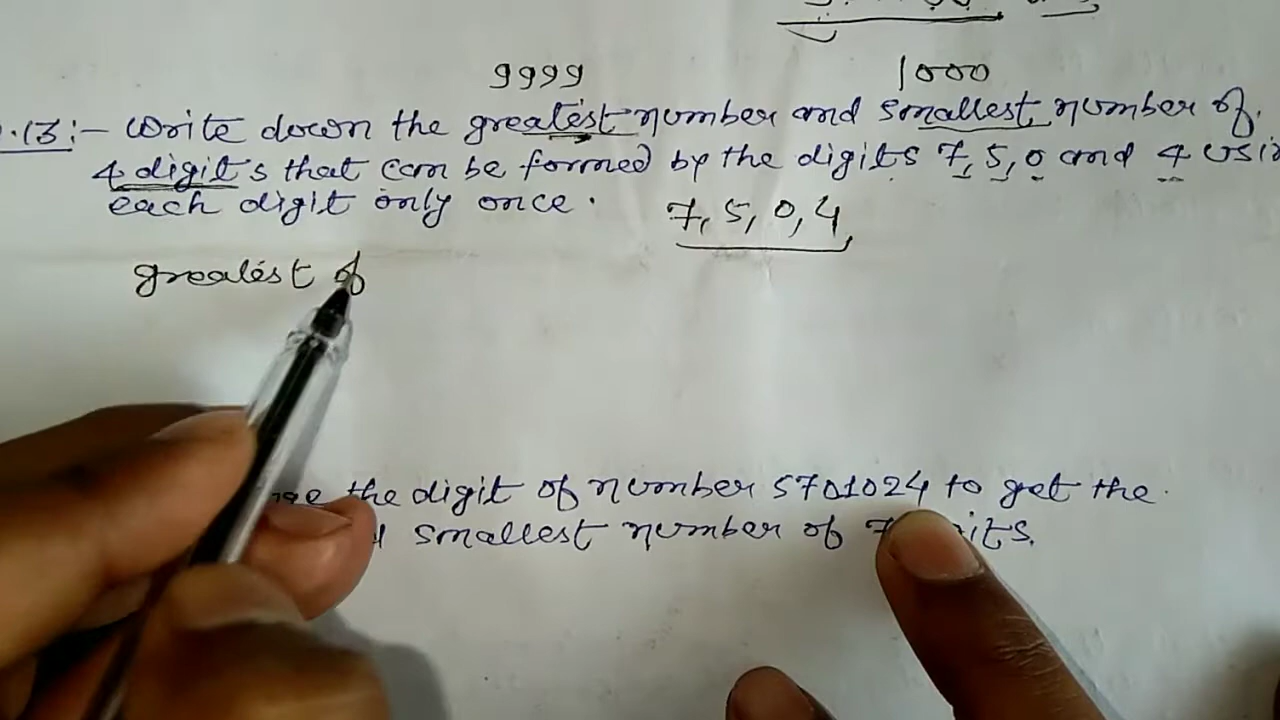 9999 1000
.13:- Write down the greatest number and smallest number of
4 digits that can be formed by the digits 7, 5, 0 and 4 usin
each digit only once. 7, 5, 0, 4,
greatest of
the digit of number 5701024 to get the
smallest number of